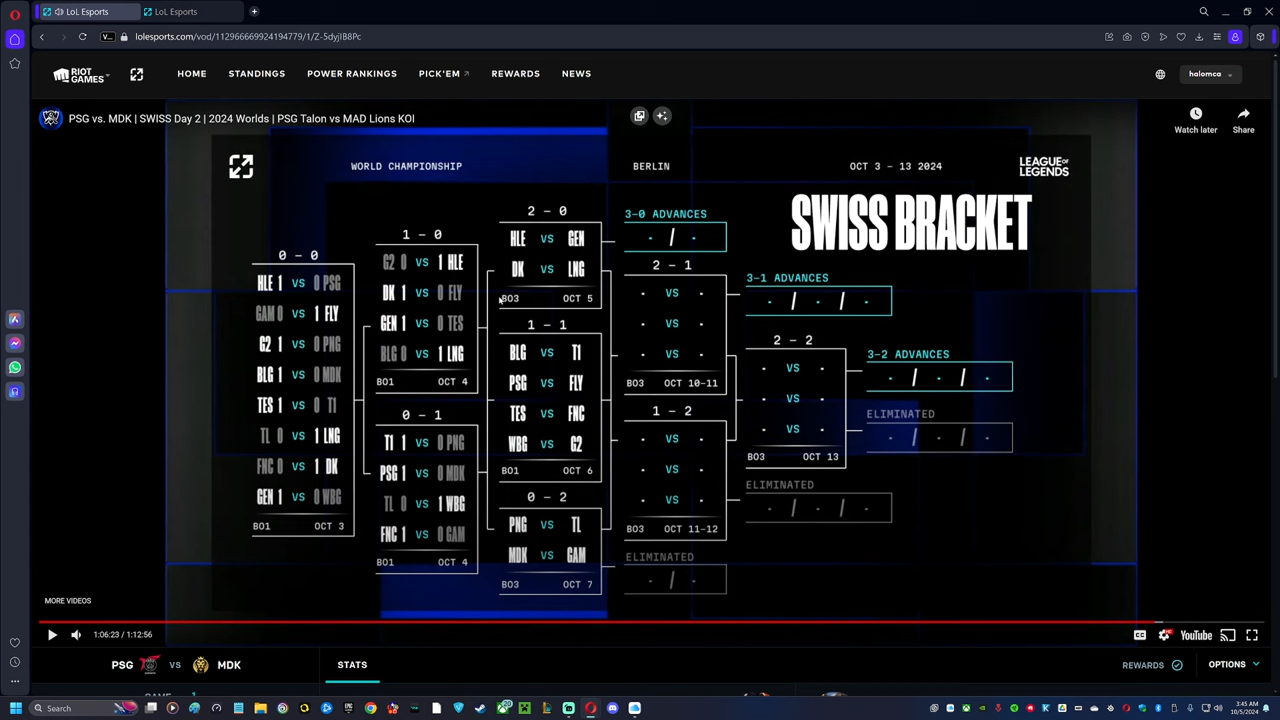 LoL Esports
LoL Esports
lolesports.com/vod/112966669924194779/1/Z-5dyjIB8Pc
RIOT GAMES
HOME
STANDINGS
POWER RANKINGS
PICK'EM
REWARDS
NEWS
halomca
PSG vs. MDK | SWISS Day 2 | 2024 Worlds | PSG Talon vs MAD Lions KOI
Watch later
Share
WORLD CHAMPIONSHIP
BERLIN
OCT 3 - 13 2024
LEAGUE OF LEGENDS
SWISS BRACKET
0 - 0
HLE 1 VS 0 PSG
GAM 0 VS 1 FLY
G2 1 VS 0 PNG
BLG 1 VS 0 MDK
TES 1 VS 0 T1
TL 0 VS 1 LNG
FNC 0 VS 1 DK
GEN 1 VS 0 WBG
BO1 OCT 3
1 - 0
G2 0 VS 1 HLE
DK 1 VS 0 FLY
GEN 1 VS 0 TES
BLG 0 VS 1 LNG
BO1 OCT 4
0 - 1
T1 1 VS 0 PNG
PSG 1 VS 0 MDK
TL 0 VS 1 WBG
FNC 1 VS 0 GAM
BO1 OCT 4
2 - 0
HLE VS GEN
DK VS LNG
BO3 OCT 5
1 - 1
BLG VS T1
PSG VS FLY
TES VS FNC
WBG VS G2
BO1 OCT 6
0 - 2
PNG VS TL
MDK VS GAM
BO3 OCT 7
3-0 ADVANCES
- / -
2 - 1
- VS -
- VS -
- VS -
BO3 OCT 10-11
1 - 2
- VS -
- VS -
- VS -
BO3 OCT 11-12
ELIMINATED
- / -
3-1 ADVANCES
- / - / -
2 - 2
- VS -
- VS -
- VS -
BO3 OCT 13
ELIMINATED
- / - / -
3-2 ADVANCES
- / - / -
ELIMINATED
- / - / -
MORE VIDEOS
1:06:23 / 1:12:56
CC
YouTube
PSG VS MDK
STATS
REWARDS
OPTIONS
GAME 1
Search
3:45 AM
10/5/2024